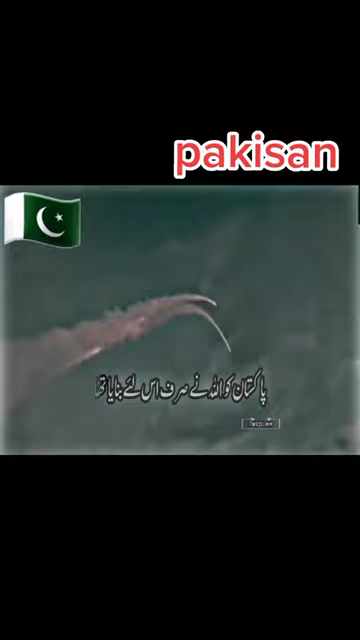 pakisan
پاکستان کو اللہ نے صرف اس لئے بنایا تھا